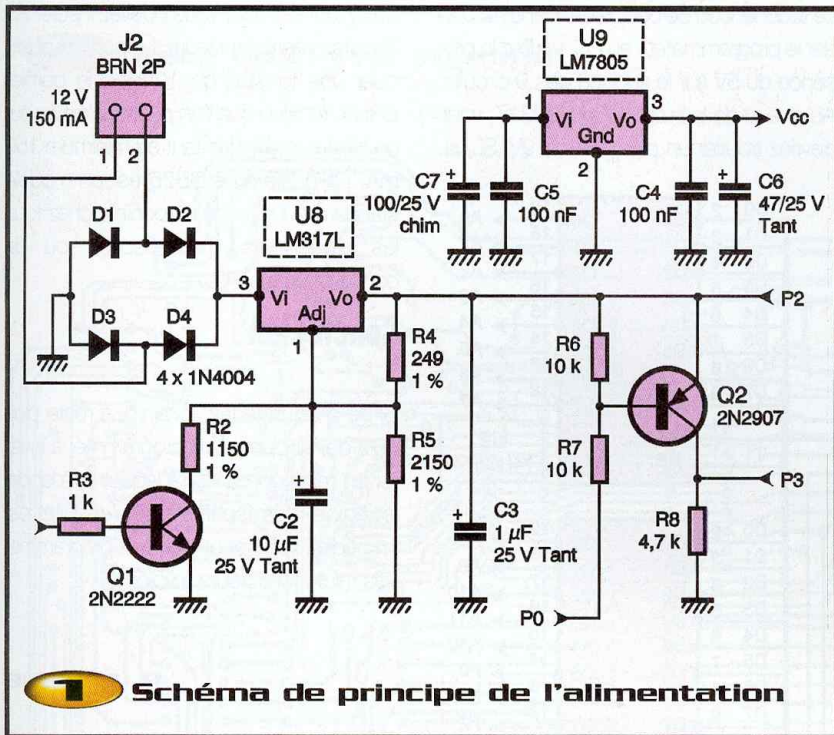 J2
BRN 2P
12 V
150 mA
1
2
U9
LM7805
1
Vi
Vo
3
Gnd
2
Vcc
C7
100/25 V
chim
C5
100 nF
C4
100 nF
C6
47/25 V
Tant
D1
D2
D3
D4
4 x 1N4004
U8
LM317L
3
Vi
Vo
2
Adj
1
P2
R4
249
1 %
R6
10 k
Q2
2N2907
R2
1150
1 %
R5
2150
1 %
R7
10 k
P3
R3
1 k
C2
10 µF
25 V Tant
C3
1 µF
25 V Tant
R8
4,7 k
Q1
2N2222
P0
1 Schéma de principe de l'alimentation